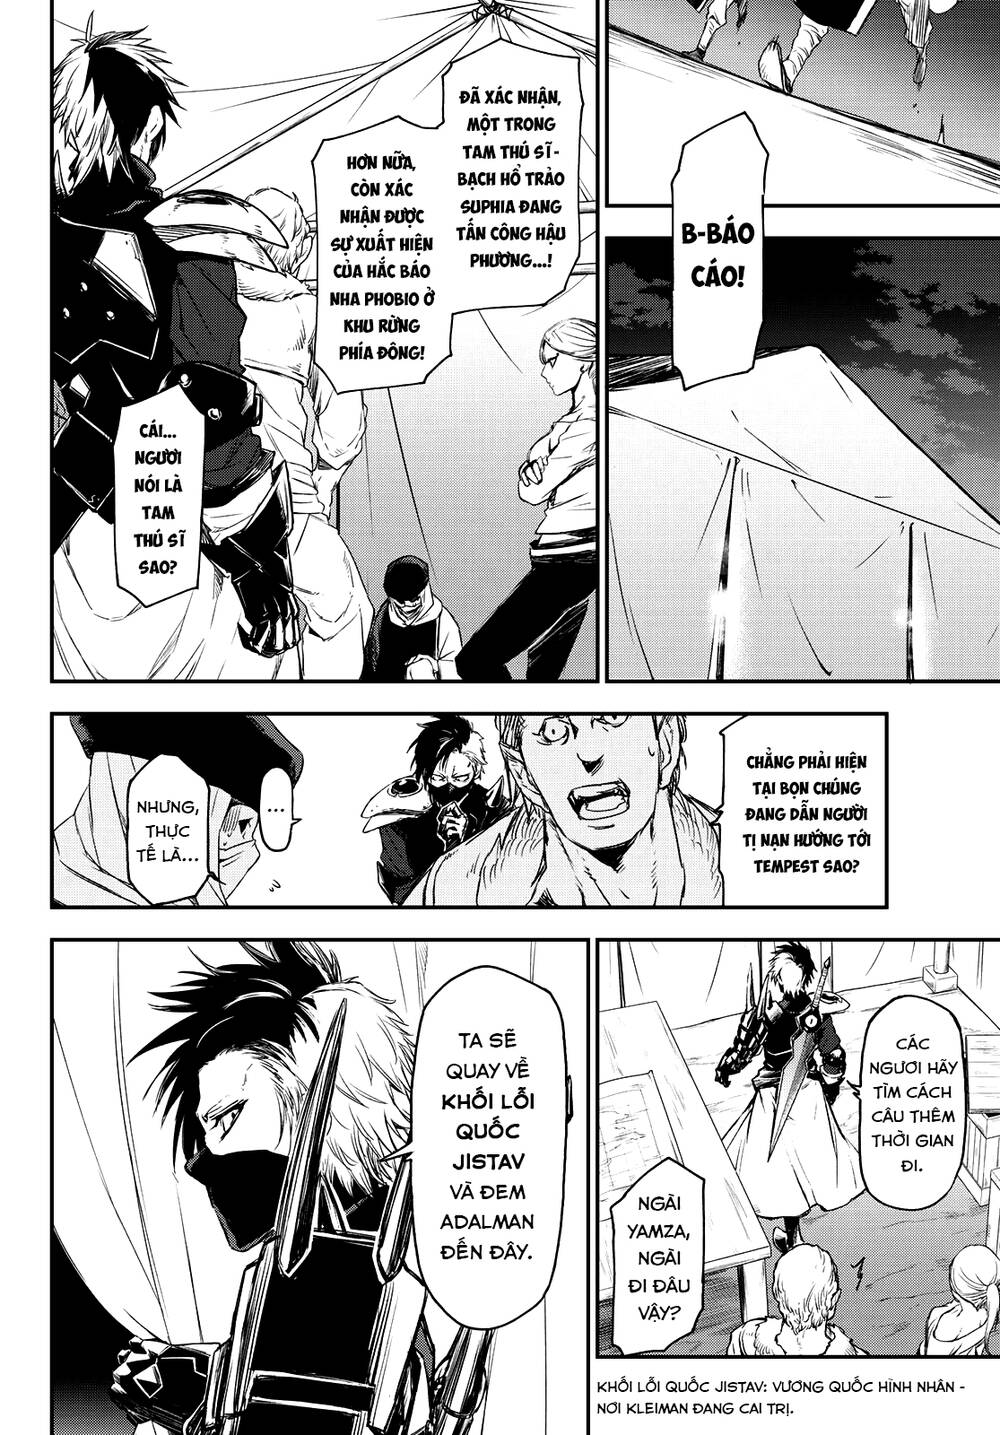 B-BÁO
CÁO!
ĐÃ XÁC NHẬN,
MỘT TRONG
TAM THÚ SĨ -
BẠCH HỔ TRẢO
SUPHIA ĐANG
TẤN CÔNG HẬU
PHƯƠNG...!
HƠN NỮA,
CÒN XÁC
NHẬN ĐƯỢC
SỰ XUẤT HIỆN
CỦA HẮC BÁO
NHA PHOBIO Ở
KHU RỪNG
PHÍA ĐÔNG!
CÁI...
NGƯƠI
NÓI LÀ
TAM
THÚ SĨ
SAO?
CHẲNG PHẢI HIỆN
TẠI BỌN CHÚNG
ĐANG DẪN NGƯỜI
TỊ NẠN HƯỚNG TỚI
TEMPEST SAO?
...
NHƯNG,
THỰC
TẾ LÀ...
CÁC
NGƯƠI HÃY
TÌM CÁCH
CÂU THÊM
THỜI GIAN
ĐI.
NGÀI
YAMZA,
NGÀI
ĐI ĐÂU
VẬY?
TA SẼ
QUAY VỀ
KHỐI LỖI
QUỐC
JISTAV
VÀ ĐEM
ADALMAN
ĐẾN ĐÂY.
KHỐI LỖI QUỐC JISTAV: VƯƠNG QUỐC HÌNH NHÂN -
NƠI KLEIMAN ĐANG CAI TRỊ.